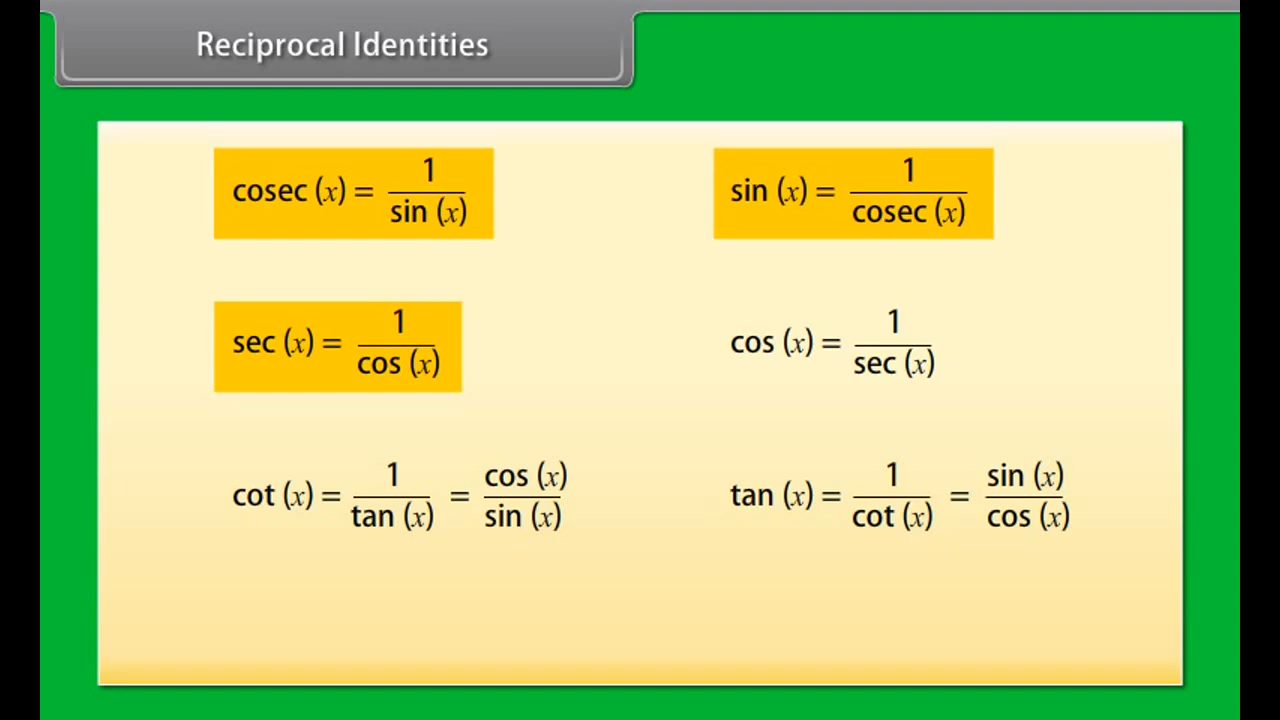 Reciprocal Identities
cosec (x) = 1/sin (x)
sin (x) = 1/cosec (x)
sec (x) = 1/cos (x)
cos (x) = 1/sec (x)
cot (x) = 1/tan (x) = cos (x)/sin (x)
tan (x) = 1/cot (x) = sin (x)/cos (x)